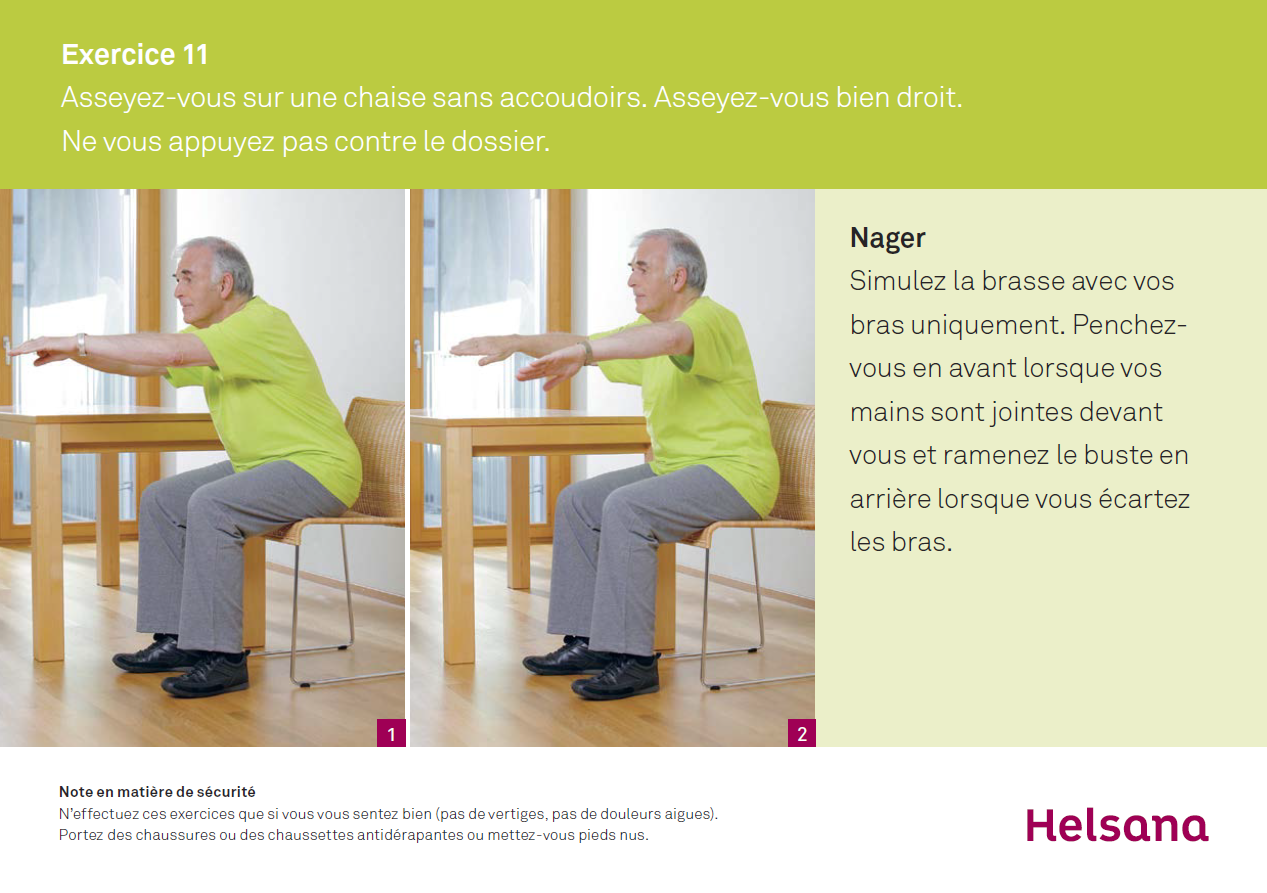 Exercice 11
Asseyez-vous sur une chaise sans accoudoirs. Asseyez-vous bien droit.
Ne vous appuyez pas contre le dossier.
Nager
Simulez la brasse avec vos
bras uniquement. Penchez-
vous en avant lorsque vos
mains sont jointes devant
vous et ramenez le buste en
arrière lorsque vous écartez
les bras.
1
2
Note en matière de sécurité
N'effectuez ces exercices que si vous vous sentez bien (pas de vertiges, pas de douleurs aigues).
Portez des chaussures ou des chaussettes antidérapantes ou mettez-vous pieds nus.
Helsana